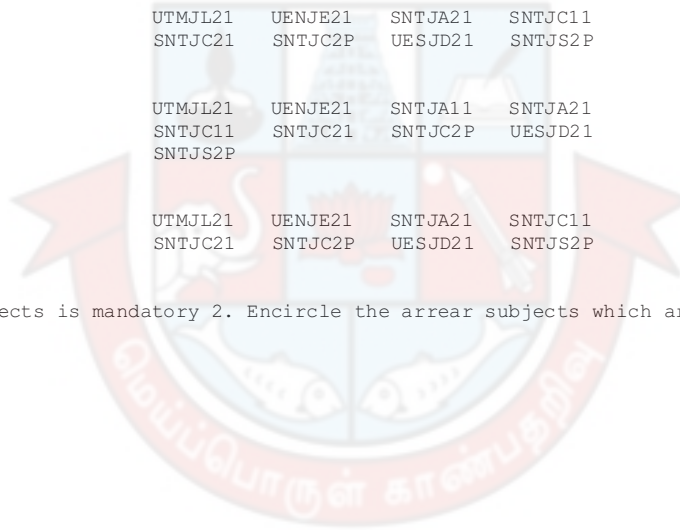 UTMJL21 UENJE21 SNTJA21 SNTJC11
SNTJC21 SNTJC2P UESJD21 SNTJS2P
UTMJL21 UENJE21 SNTJA11 SNTJA21
SNTJC11 SNTJC21 SNTJC2P UESJD21
SNTJS2P
UTMJL21 UENJE21 SNTJA21 SNTJC11
SNTJC21 SNTJC2P UESJD21 SNTJS2P
ects is mandatory 2. Encircle the arrear subjects which ar
மெய்ப்பொருள் காண்பதறிவு